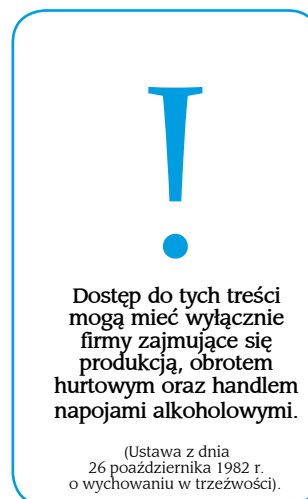 !
Dostęp do tych treści
mogą mieć wyłącznie
firmy zajmujące się
produkcją, obrotem
hurtowym oraz handlem
napojami alkoholowymi.
(Ustawa z dnia
26 poaździernika 1982 r.
o wychowaniu w trzeźwości).